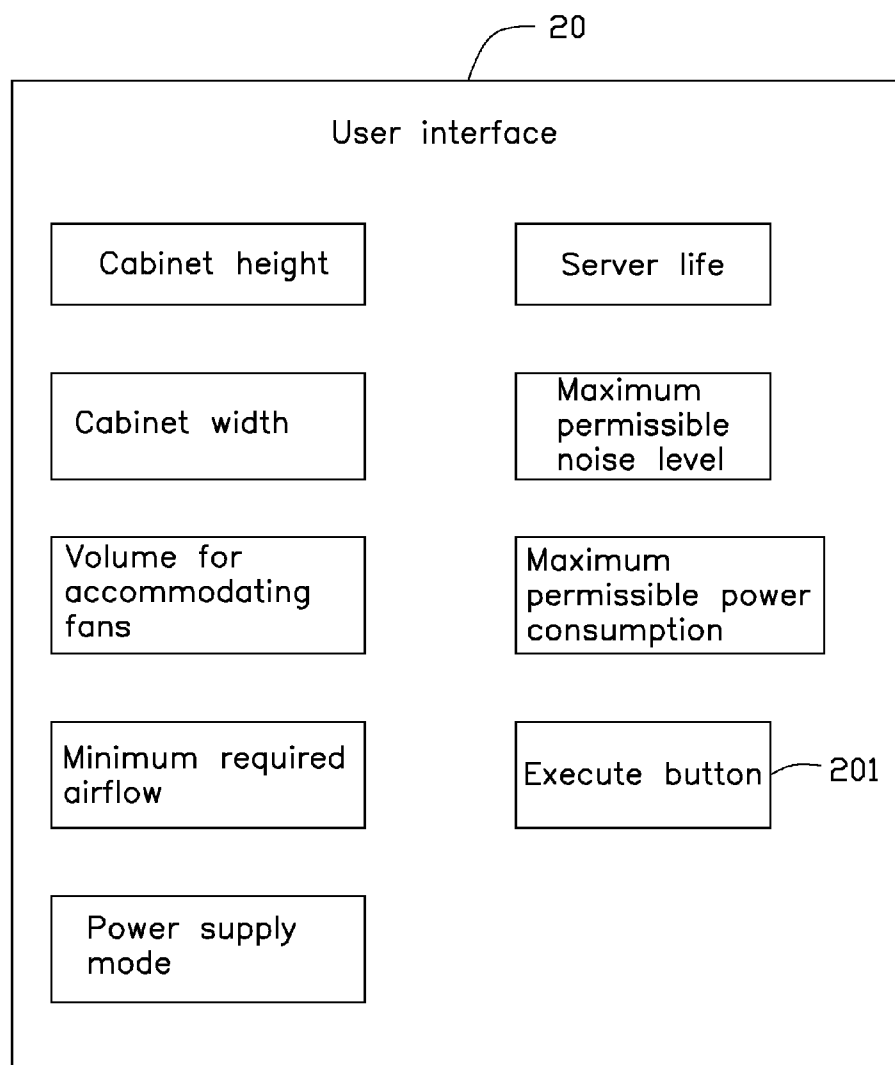 20
User interface
Cabinet height
Server life
Cabinet width
Maximum
permissible
noise level
Volume for
accommodating
fans
Maximum
permissible power
consumption
Minimum required
airflow
Execute button
201
Power supply
mode